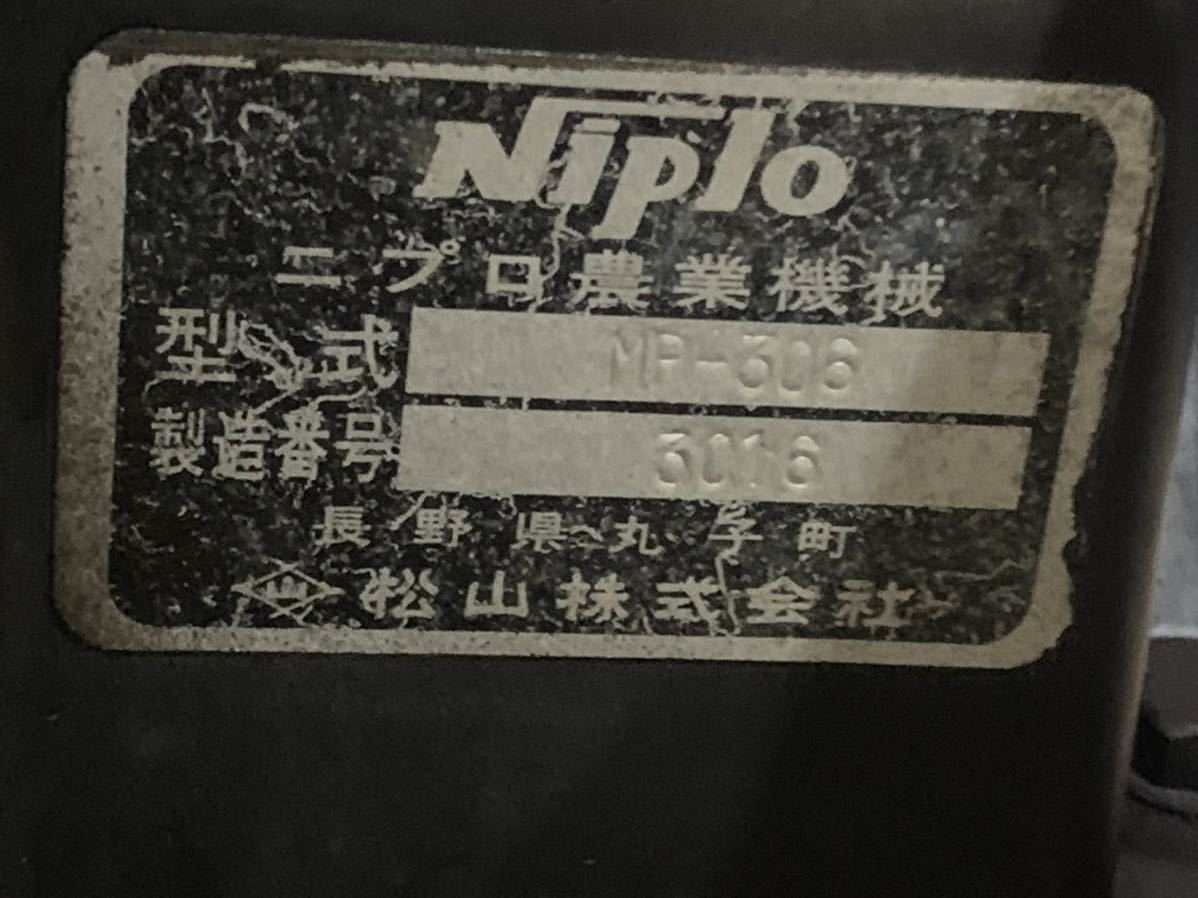 Niplo
ニプロ農業機械
型式 MP-306
製造番号 3016
長野県丸子町
山 松山株式会社